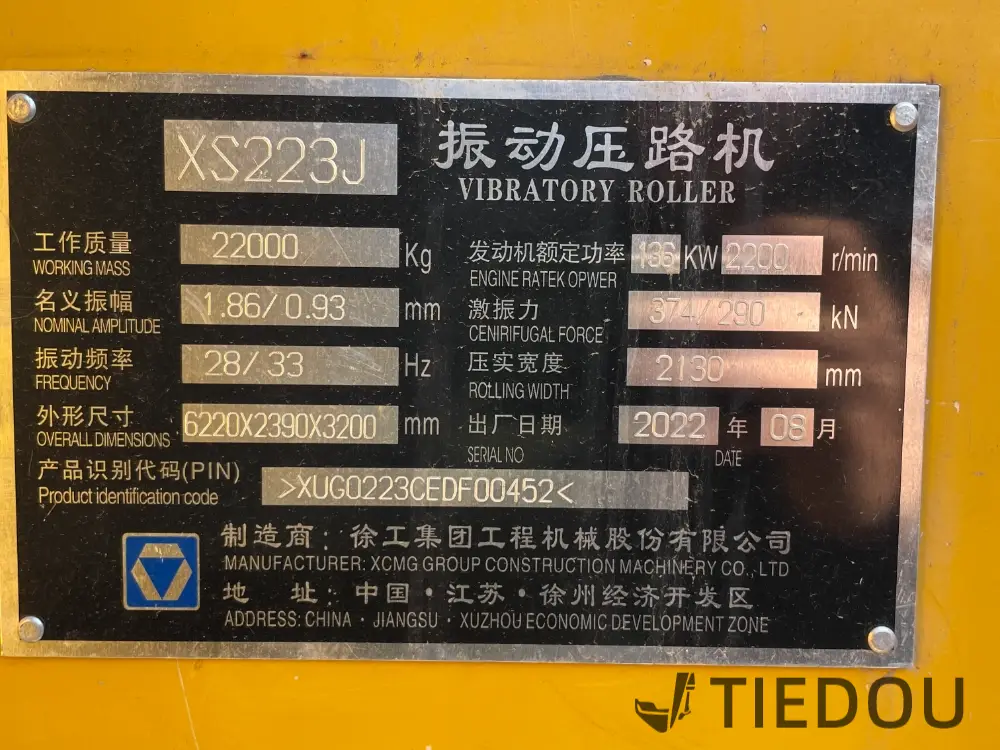 XS223J 振动压路机
VIBRATORY ROLLER
工作质量 22000 Kg 发动机额定功率 136 KW 2200 r/min
WORKING MASS ENGINE RATEK OPWER
名义振幅 1.86/0.93 mm 激振力 374/290 kN
NOMINAL AMPLITUDE CENIRIFUGAL FORCE
振动频率 28/33 Hz 压实宽度 2130 mm
FREQUENCY ROLLING WIDTH
外形尺寸 6220X2390X3200 mm 出厂日期 2022 年 08 月
OVERALL DIMENSIONS SERIAL NO DATE
产品识别代码(PIN) >XUG0223CEDF00452<
Product identification code
制造商: 徐工集团工程机械股份有限公司
MANUFACTURER: XCMG GROUP CONSTRUCTION MACHINERY CO., LTD
地 址: 中国·江苏·徐州经济开发区
ADDRESS: CHINA · JIANGSU · XUZHOU ECONOMIC DEVELOPMENT ZONE
TIEDOU